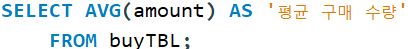 SELECT AVG(amount) AS '평균 구매 수량'
FROM buyTBL;